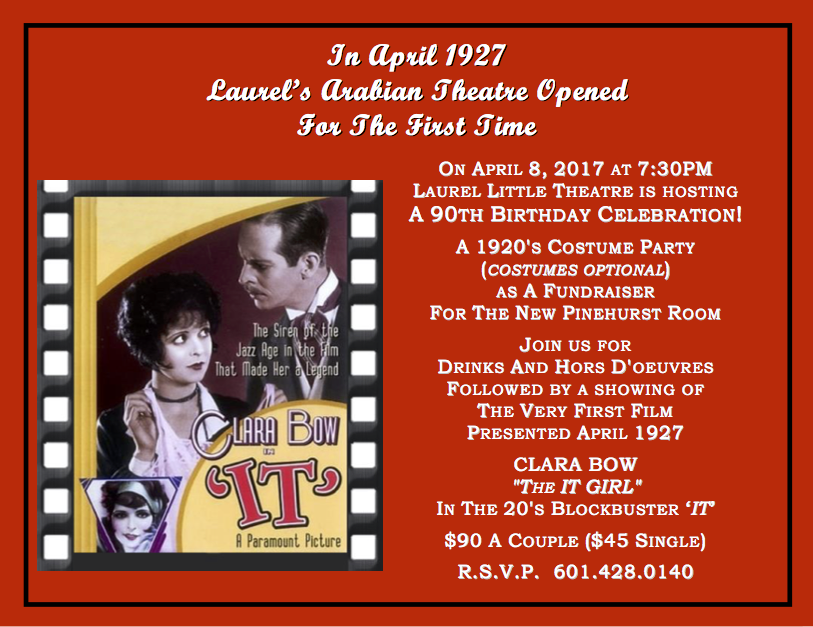 In April 1927
Laurel's Arabian Theatre Opened
For The First Time
On April 8, 2017 at 7:30PM
Laurel Little Theatre is hosting
A 90th Birthday Celebration!
A 1920's Costume Party
(costumes optional)
as A Fundraiser
For The New Pinehurst Room
Join us for
Drinks And Hors D'oeuvres
Followed by a showing of
The Very First Film
Presented April 1927
CLARA BOW
"The IT GIRL"
In The 20's Blockbuster 'IT'
$90 A Couple ($45 Single)
R.S.V.P. 601.428.0140
The Siren of the
Jazz Age in the Film
That Made Her a Legend
CLARA BOW
IN
'IT'
A Paramount Picture